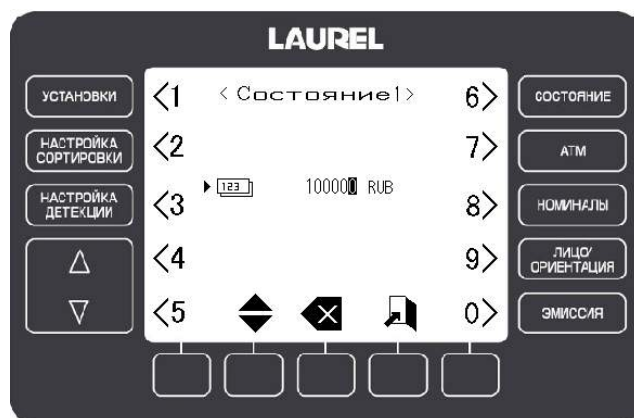 LAUREL
УСТАНОВКИ
НАСТРОЙКА
СОРТИРОВКИ
НАСТРОЙКА
ДЕТЕКЦИИ
<1 <Состояние1> 6>
<2 7>
<3 123 100000 RUB 8>
<4 9>
<5 0>
СОСТОЯНИЕ
АТМ
НОМИНАЛЫ
ЛИЦО/
ОРИЕНТАЦИЯ
ЭМИССИЯ